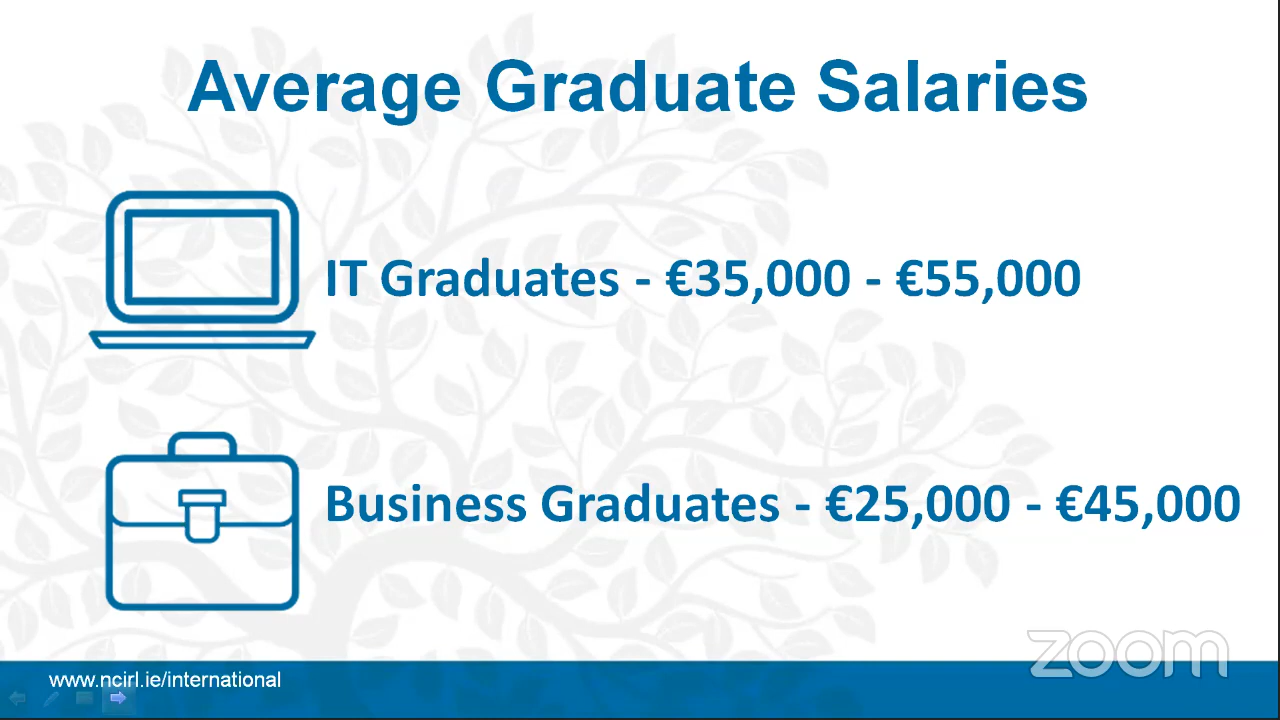 Average Graduate Salaries
IT Graduates - €35,000 - €55,000
Business Graduates - €25,000 - €45,000
zoom
www.ncirl.ie/international